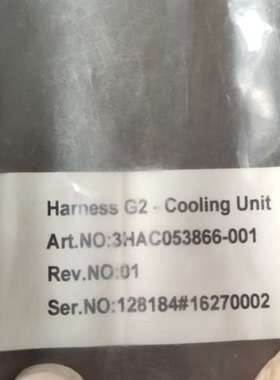 Harness G2 - Cooling Unit
Art.NO:3HAC053866-001
Rev.NO:01
Ser.NO:128184#16270002